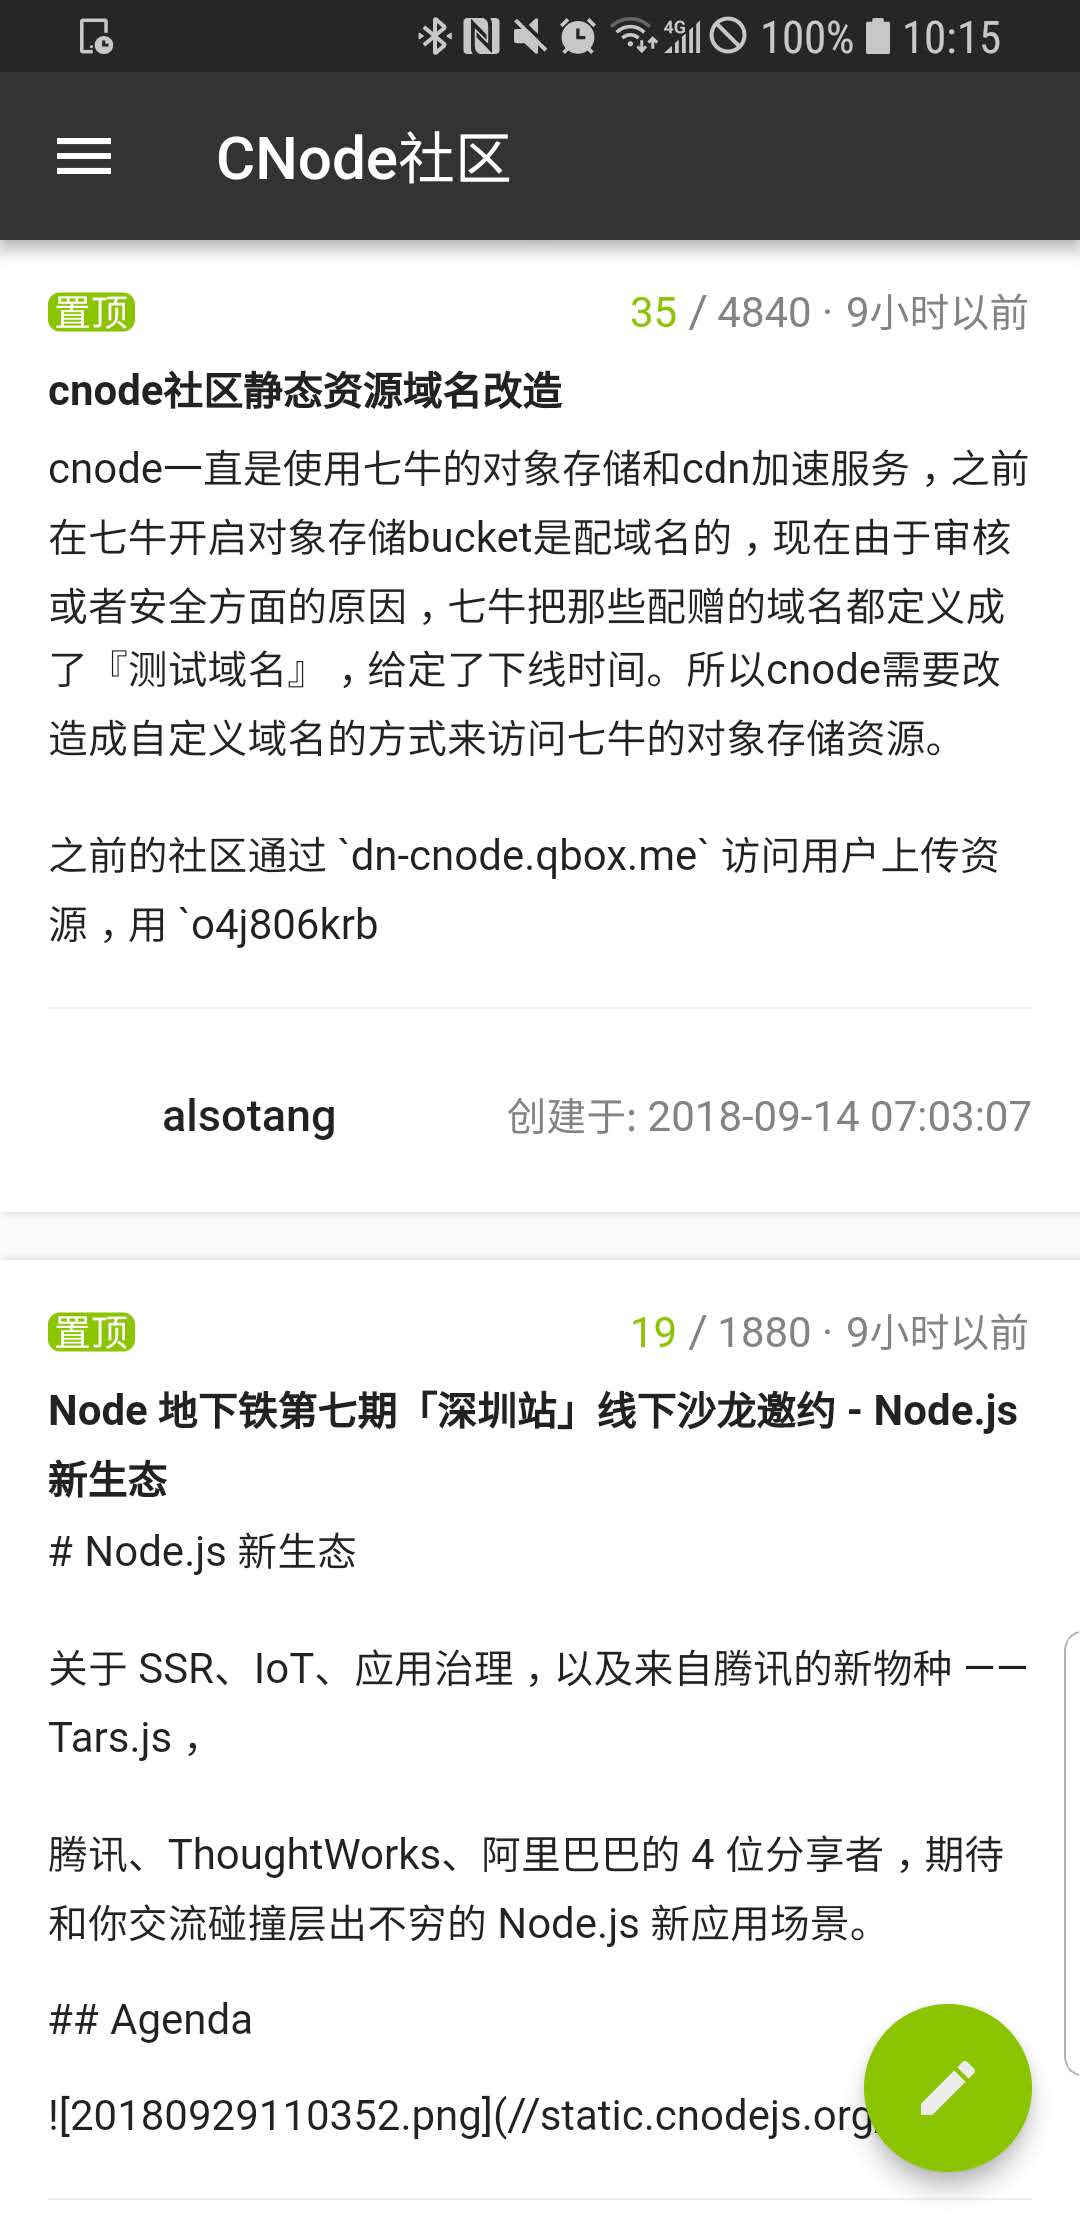 4G 100% 10:15
CNode社区
置顶 35 / 4840 · 9小时以前
cnode社区静态资源域名改造
cnode一直是使用七牛的对象存储和cdn加速服务，之前
在七牛开启对象存储bucket是配域名的，现在由于审核
或者安全方面的原因，七牛把那些配赠的域名都定义成
了『测试域名』，给定了下线时间。所以cnode需要改
造成自定义域名的方式来访问七牛的对象存储资源。
之前的社区通过 `dn-cnode.qbox.me` 访问用户上传资
源，用 `o4j806krb
alsotang 创建于: 2018-09-14 07:03:07
置顶 19 / 1880 · 9小时以前
Node 地下铁第七期「深圳站」线下沙龙邀约 - Node.js
新生态
# Node.js 新生态
关于 SSR、IoT、应用治理，以及来自腾讯的新物种 ——
Tars.js，
腾讯、ThoughtWorks、阿里巴巴的 4 位分享者，期待
和你交流碰撞层出不穷的 Node.js 新应用场景。
## Agenda
![20180929110352.png](//static.cnodejs.org